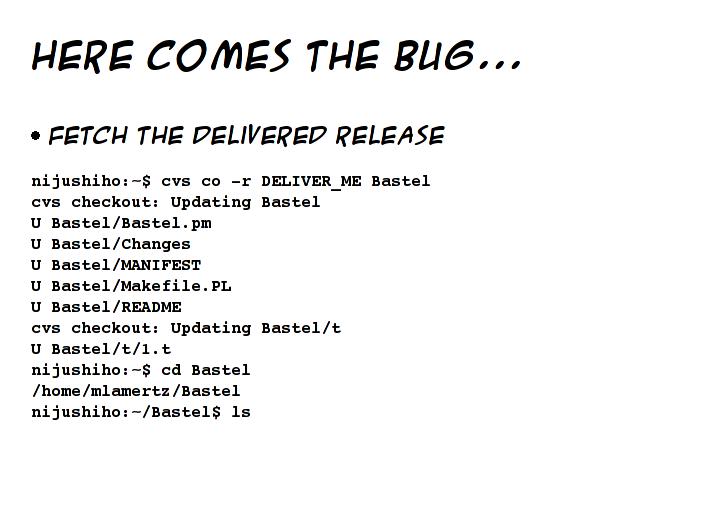 HERE COMES THE BUG...
• FETCH THE DELIVERED RELEASE
nijushiho:~$ cvs co -r DELIVER_ME Bastel
cvs checkout: Updating Bastel
U Bastel/Bastel.pm
U Bastel/Changes
U Bastel/MANIFEST
U Bastel/Makefile.PL
U Bastel/README
cvs checkout: Updating Bastel/t
U Bastel/t/1.t
nijushiho:~$ cd Bastel
/home/mlamertz/Bastel
nijushiho:~/Bastel$ ls